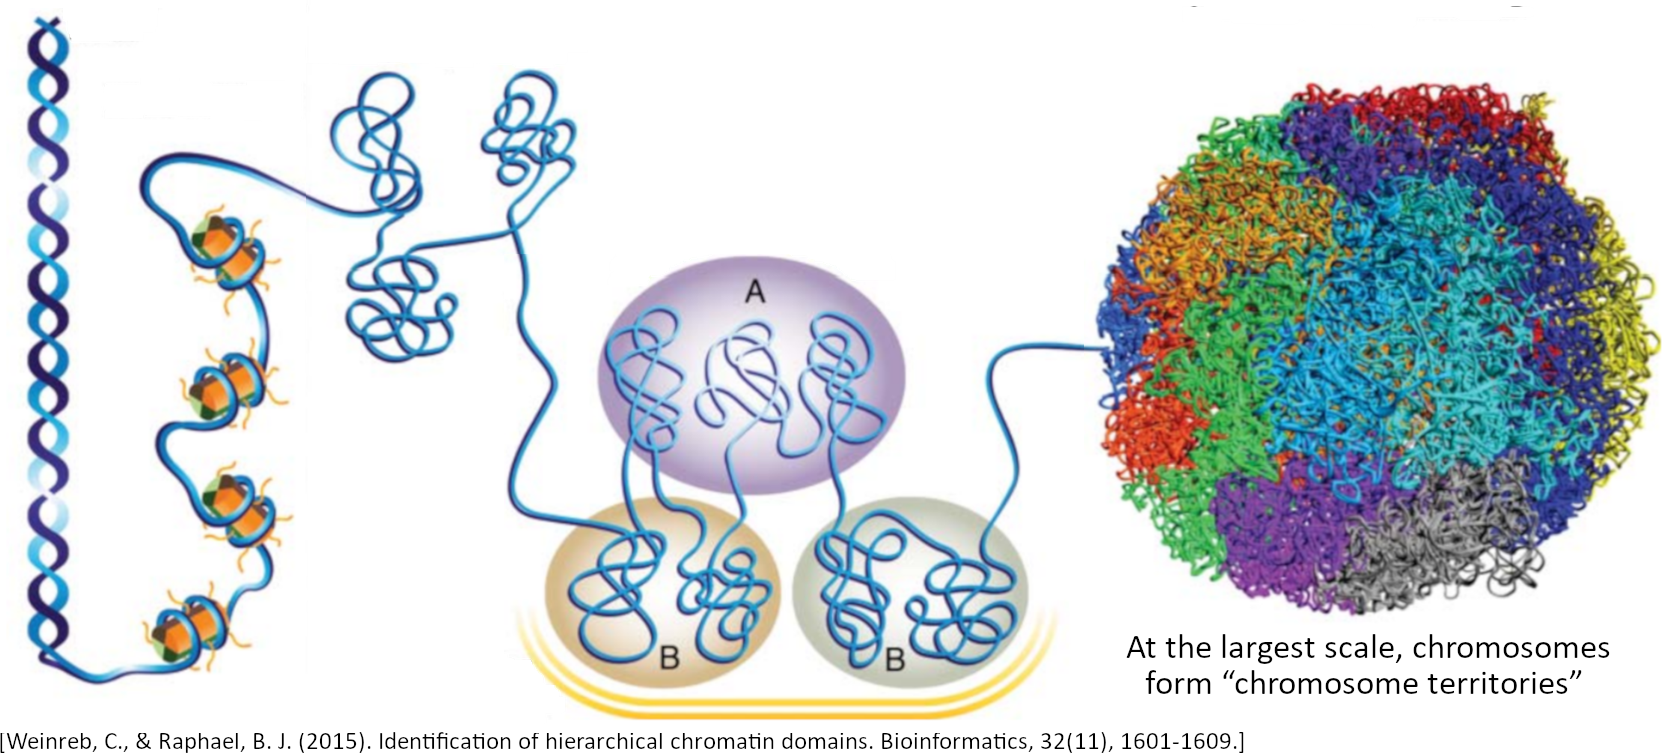 A
B
B
At the largest scale, chromosomes
form “chromosome territories”
[Weinreb, C., & Raphael, B. J. (2015). Identification of hierarchical chromatin domains. Bioinformatics, 32(11), 1601-1609.]